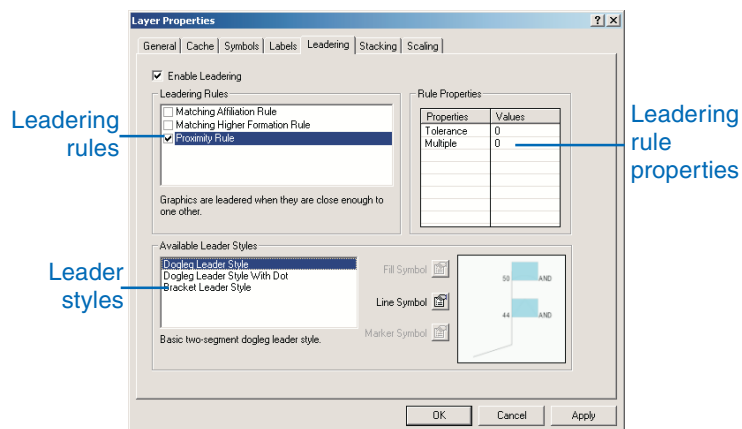 Layer Properties
General Cache Symbols Labels Leadering Stacking Scaling
Enable Leadering
Leadering Rules
Matching Affiliation Rule
Matching Higher Formation Rule
Proximity Rule
Graphics are leadered when they are close enough to
one other.
Rule Properties
Properties Values
Tolerance 0
Multiple 0
Leadering
rules
Leadering
rule
properties
Available Leader Styles
Dogleg Leader Style
Dogleg Leader Style With Dot
Bracket Leader Style
Basic two-segment dogleg leader style.
Leader
styles
Fill Symbol
Line Symbol
Marker Symbol
50 AND
44 AND
OK Cancel Apply